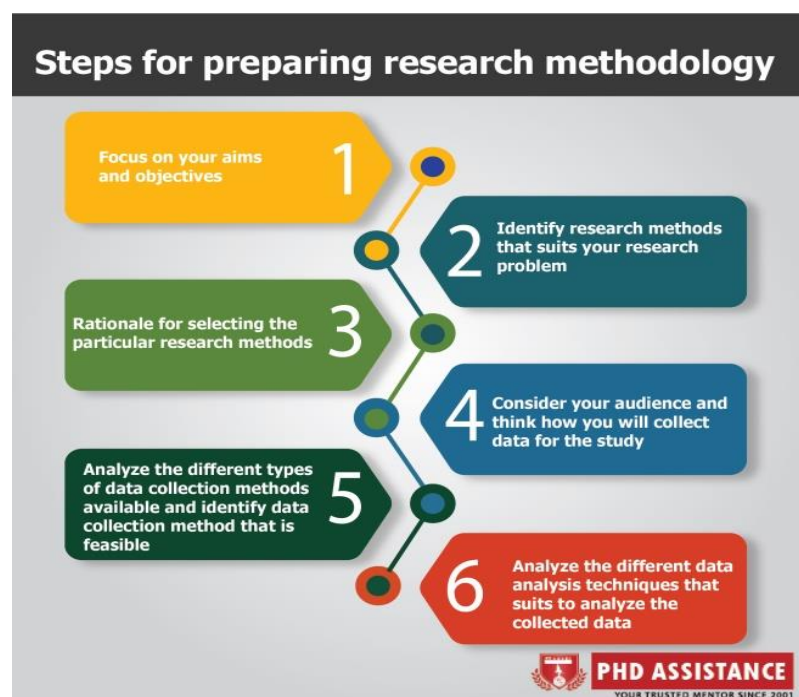 Steps for preparing research methodology
Focus on your aims
and objectives
1
2
Identify research methods
that suits your research
problem
Rationale for selecting the
particular research methods
3
4
Consider your audience and
think how you will collect
data for the study
Analyze the different types
of data collection methods
available and identify data
collection method that is
feasible
5
6
Analyze the different data
analysis techniques that
suits to analyze the
collected data
PHD ASSISTANCE
YOUR TRUSTED MENTOR SINCE 2001